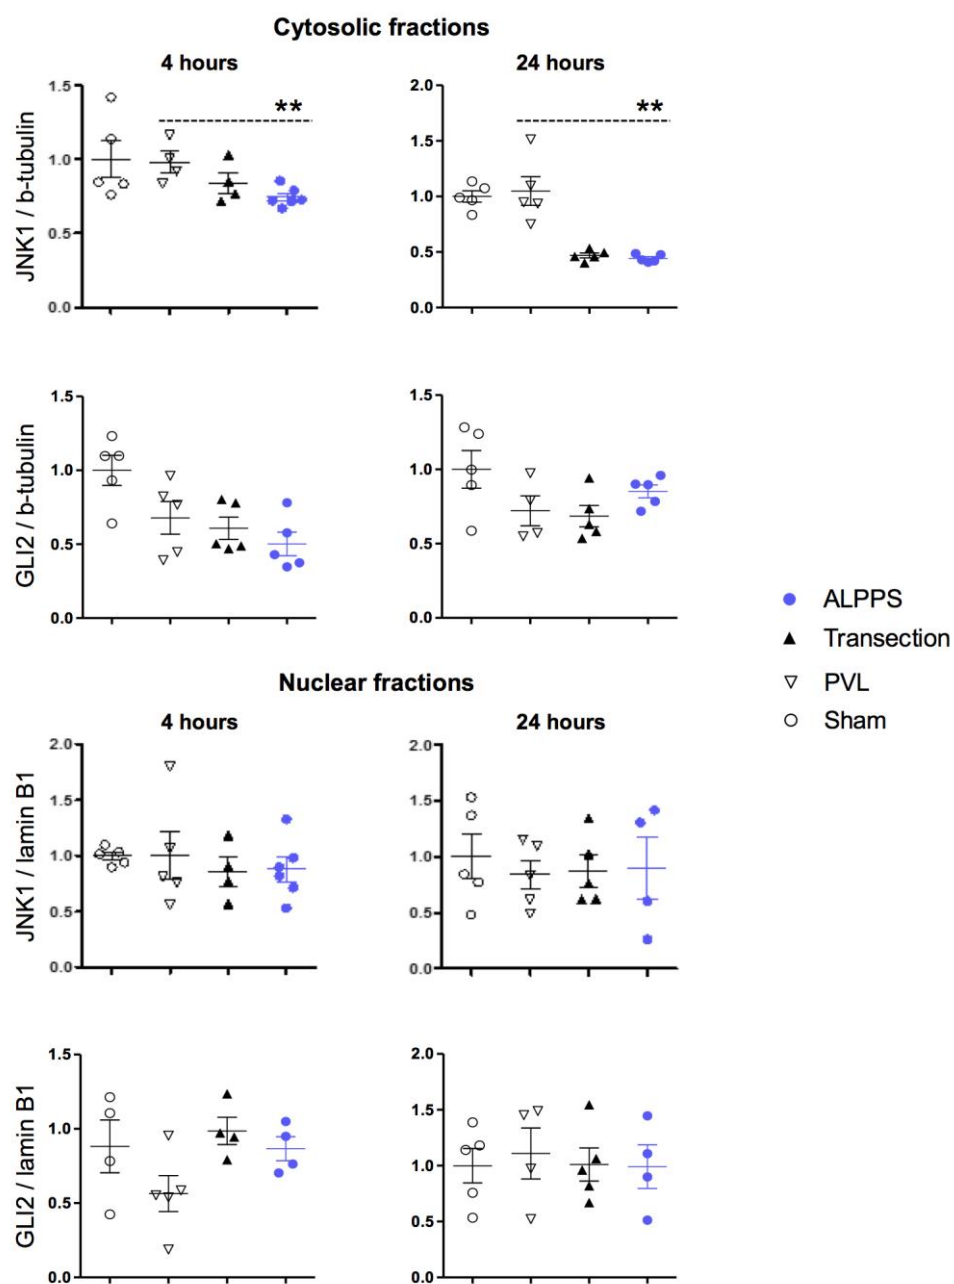 Cytosolic fractions
4 hours
24 hours
JNK1 / b-tubulin
1.5
1.0
0.5
0.0
**
2.0
1.5
1.0
0.5
0.0
**
GLI2 / b-tubulin
1.5
1.0
0.5
0.0
1.5
1.0
0.5
0.0
ALPPS
Transection
PVL
Sham
Nuclear fractions
4 hours
24 hours
JNK1 / lamin B1
2.0
1.5
1.0
0.5
0.0
2.0
1.5
1.0
0.5
0.0
GLI2 / lamin B1
1.5
1.0
0.5
0.0
2.0
1.5
1.0
0.5
0.0